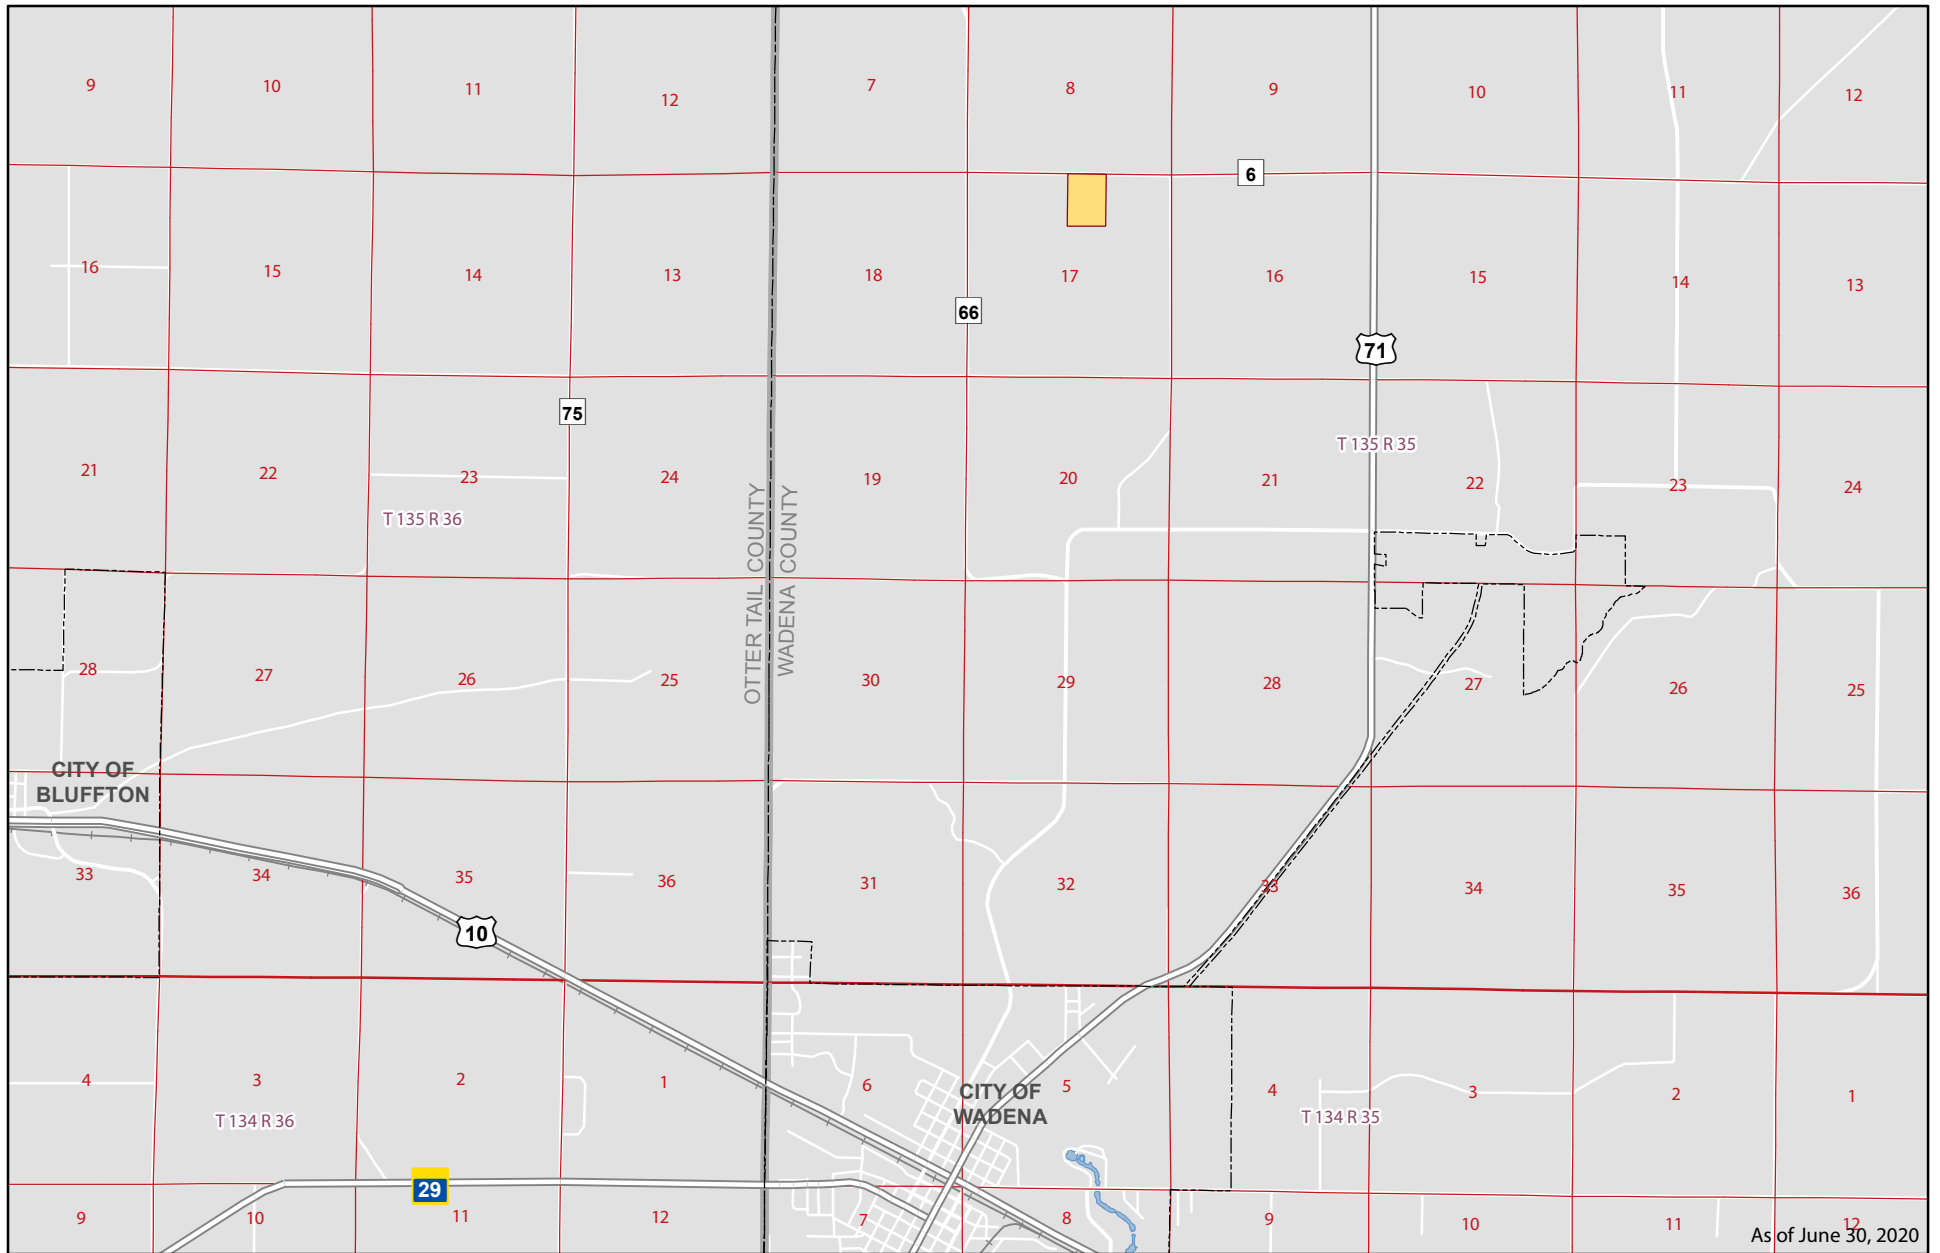 9 10 11 12 7 8 9 10 11 12
6
16 15 14 13 18 17 16 15 14 13
66
71
75
T 135 R 35
21 22 23 24 19 20 21 22 23 24
T 135 R 36
OTTER TAIL COUNTY
WADENA COUNTY
28 27 26 25 30 29 28 27 26 25
CITY OF
BLUFFTON
33 34 35 36 31 32 33 34 35 36
10
4 3 2 1 6 5 4 3 2 1
CITY OF
WADENA
T 134 R 36
T 134 R 35
29
9 10 11 12 7 8 9 10 11 12
As of June 30, 2020